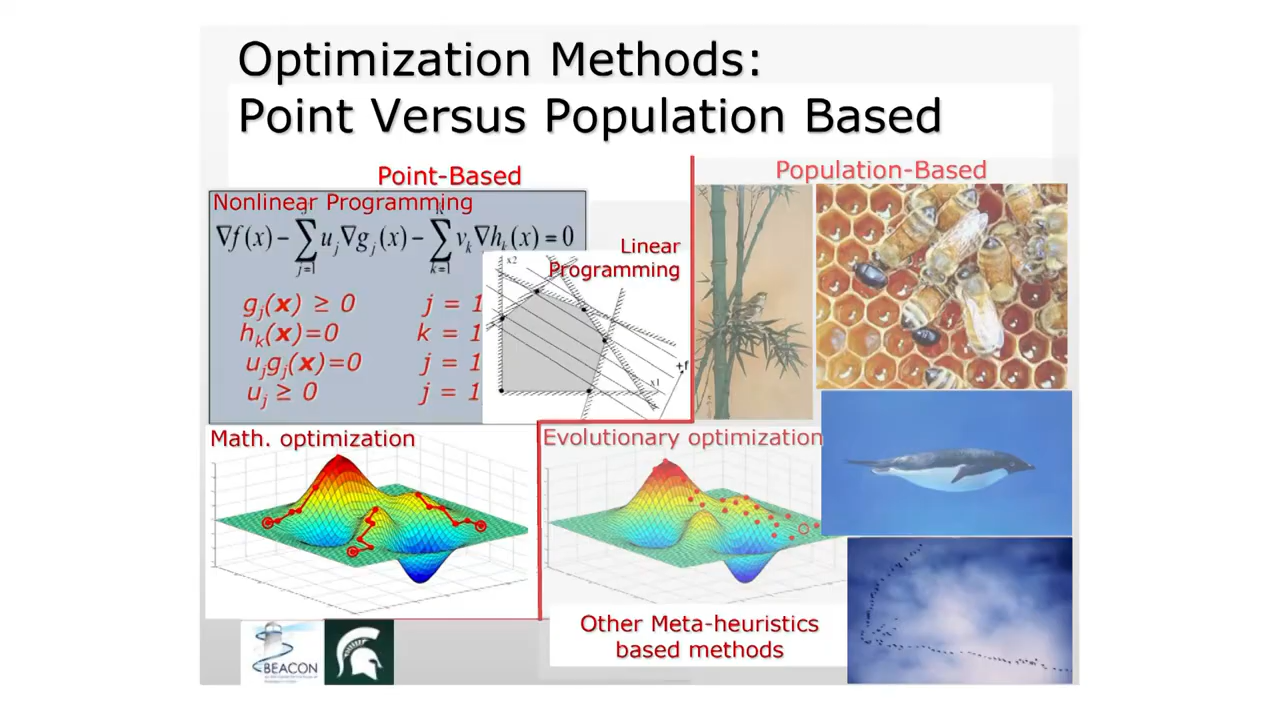 Optimization Methods:
Point Versus Population Based
Point-Based
Population-Based
Nonlinear Programming
∇f(x) − ∑ u_j ∇g_j(x) − ∑ v_k ∇h_k(x) = 0
j=1 k=1
Linear
Programming
x2
g_j(x) ≥ 0 j = 1
h_k(x)=0 k = 1
u_jg_j(x)=0 j = 1
u_j ≥ 0 j = 1
+f
x1
Math. optimization
Evolutionary optimization
Other Meta-heuristics
based methods
BEACON